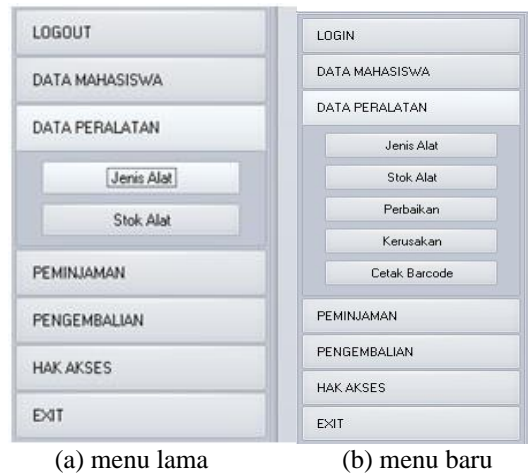 LOGOUT
DATA MAHASISWA
DATA PERALATAN
Jenis Alat
Stok Alat
PEMINJAMAN
PENGEMBALIAN
HAK AKSES
EXIT
(a) menu lama
LOGIN
DATA MAHASISWA
DATA PERALATAN
Jenis Alat
Stok Alat
Perbaikan
Kerusakan
Cetak Barcode
PEMINJAMAN
PENGEMBALIAN
HAK AKSES
EXIT
(b) menu baru